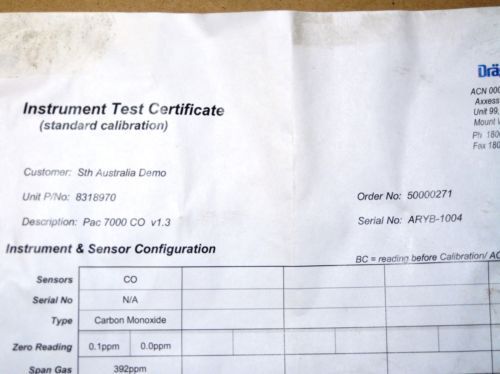 Drä
ACN 000
Axxess
Unit 99,
Mount W
Ph 180
Fax 180
Instrument Test Certificate
(standard calibration)
Customer: Sth Australia Demo
Unit P/No: 8318970
Order No: 50000271
Description: Pac 7000 CO v1.3
Serial No: ARYB-1004
Instrument & Sensor Configuration
BC = reading before Calibration/ AC
Sensors CO
Serial No N/A
Type Carbon Monoxide
Zero Reading 0.1ppm 0.0ppm
Span Gas 392ppm